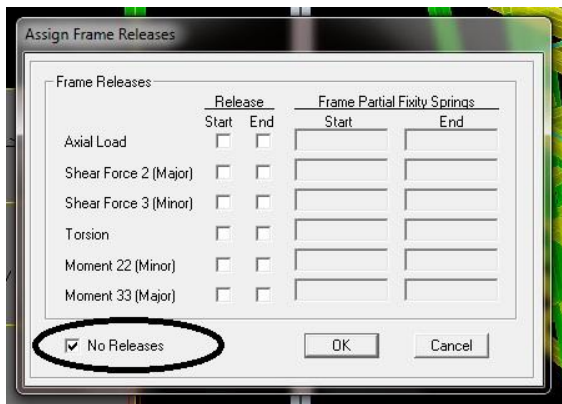 Assign Frame Releases
Frame Releases
Release Frame Partial Fixity Springs
Start End Start End
Axial Load
Shear Force 2 (Major)
Shear Force 3 (Minor)
Torsion
Moment 22 (Minor)
Moment 33 (Major)
No Releases OK Cancel